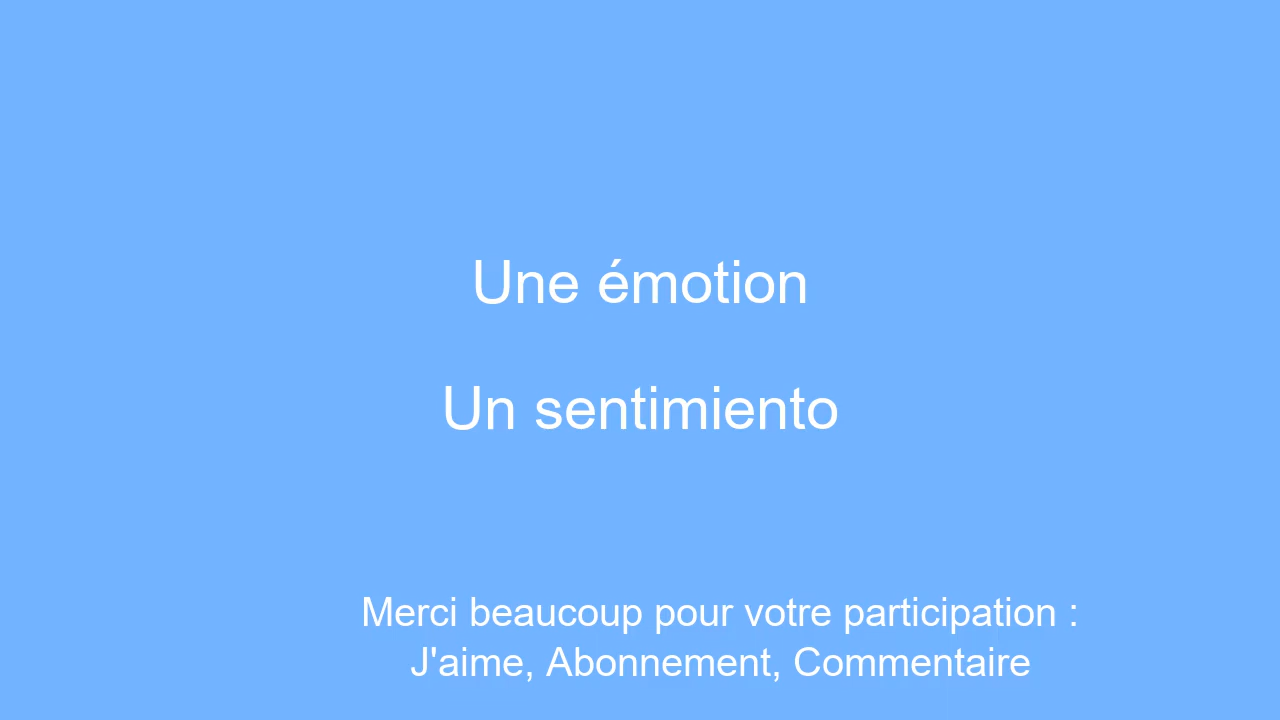 Une émotion
Un sentimiento
Merci beaucoup pour votre participation :
J'aime, Abonnement, Commentaire